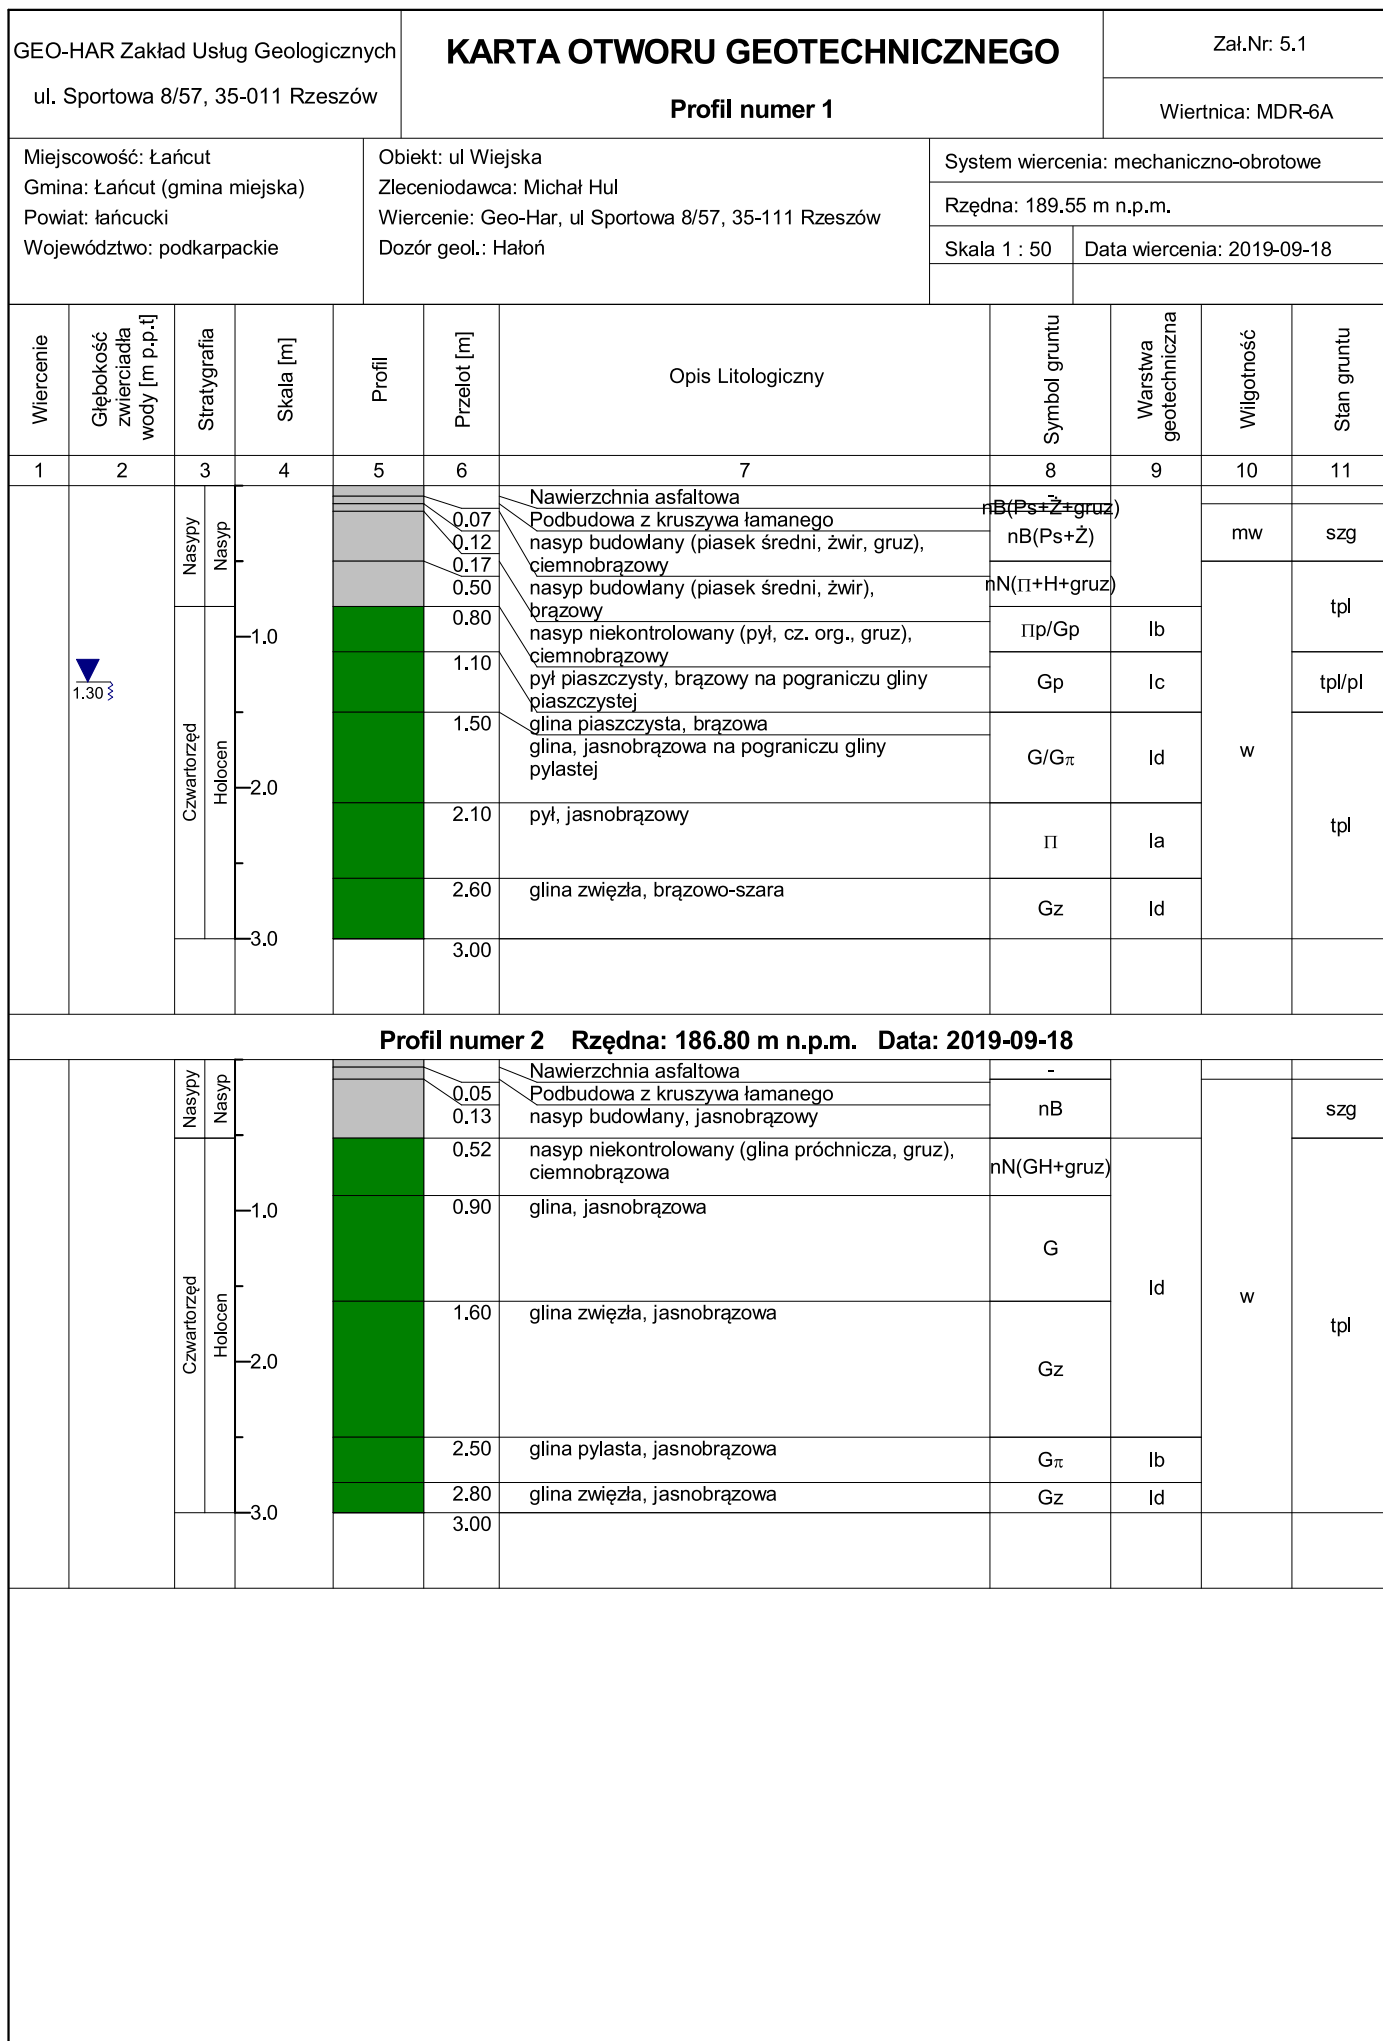 GEO-HAR Zakład Usług Geologicznych
ul. Sportowa 8/57, 35-011 Rzeszów
KARTA OTWORU GEOTECHNICZNEGO
Profil numer 1
Zał.Nr: 5.1
Wiertnica: MDR-6A
Miejscowość: Łańcut
Gmina: Łańcut (gmina miejska)
Powiat: łańcucki
Województwo: podkarpackie
Obiekt: ul Wiejska
Zleceniodawca: Michał Hul
Wiercenie: Geo-Har, ul Sportowa 8/57, 35-111 Rzeszów
Dozór geol.: Hałoń
System wiercenia: mechaniczno-obrotowe
Rzędna: 189.55 m n.p.m.
Skala 1 : 50
Data wiercenia: 2019-09-18
Wiercenie
Głębokość
zwierciadła
wody [m p.p.t]
Stratygrafia
Skala [m]
Profil
Przelot [m]
Opis Litologiczny
Symbol gruntu
Warstwa
geotechniczna
Wilgotność
Stan gruntu
1 2 3 4 5 6 7 8 9 10 11
1.30
Nasypy
Nasyp
Czwartorzęd
Holocen
1.0
2.0
3.0
0.07
0.12
0.17
0.50
0.80
1.10
1.50
2.10
2.60
3.00
Nawierzchnia asfaltowa
Podbudowa z kruszywa łamanego
nasyp budowlany (piasek średni, żwir, gruz),
ciemnobrązowy
nasyp budowlany (piasek średni, żwir),
brązowy
nasyp niekontrolowany (pył, cz. org., gruz),
ciemnobrązowy
pył piaszczysty, brązowy na pograniczu gliny
piaszczystej
glina piaszczysta, brązowa
glina, jasnobrązowa na pograniczu gliny
pylastej
pył, jasnobrązowy
glina zwięzła, brązowo-szara
-
nB(Ps+Ż+gruz)
nB(Ps+Ż)
nN(Π+H+gruz)
Πp/Gp
Gp
G/Gπ
Π
Gz
Ib
Ic
Id
Ia
Id
mw
w
szg
tpl
tpl/pl
tpl
Profil numer 2 Rzędna: 186.80 m n.p.m. Data: 2019-09-18
Nasypy
Nasyp
Czwartorzęd
Holocen
1.0
2.0
3.0
0.05
0.13
0.52
0.90
1.60
2.50
2.80
3.00
Nawierzchnia asfaltowa
Podbudowa z kruszywa łamanego
nasyp budowlany, jasnobrązowy
nasyp niekontrolowany (glina próchnicza, gruz),
ciemnobrązowa
glina, jasnobrązowa
glina zwięzła, jasnobrązowa
glina pylasta, jasnobrązowa
glina zwięzła, jasnobrązowa
-
nB
nN(GH+gruz)
G
Gz
Gπ
Gz
Id
Ib
Id
w
szg
tpl